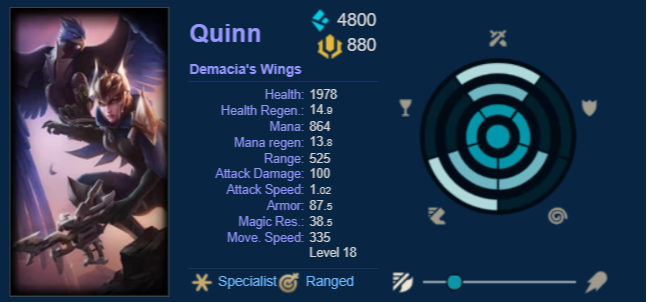 Quinn
4800
880
Demacia's Wings
Health: 1978
Health Regen.: 14.9
Mana: 864
Mana regen: 13.8
Range: 525
Attack Damage: 100
Attack Speed: 1.02
Armor: 87.5
Magic Res.: 38.5
Move. Speed: 335
Level 18
Specialist Ranged